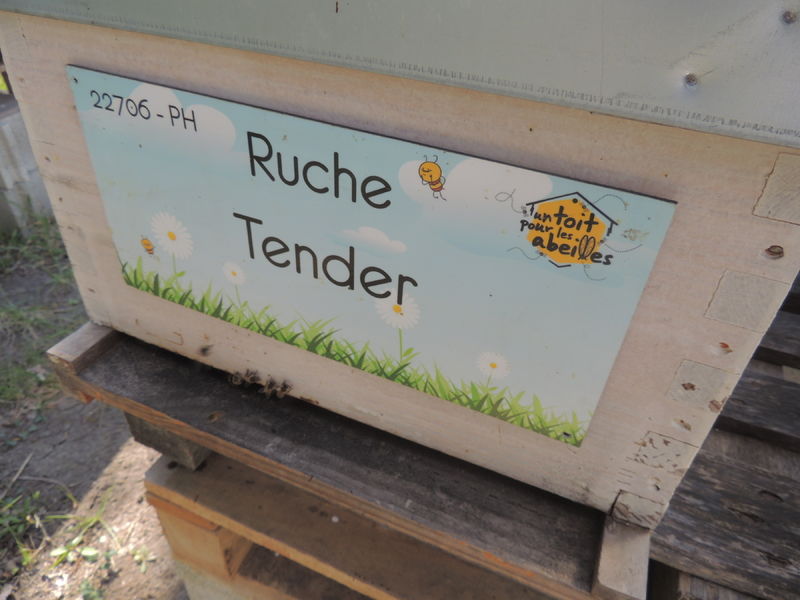 22706 - PH
Ruche
Tender
un toit
pour les
abeilles